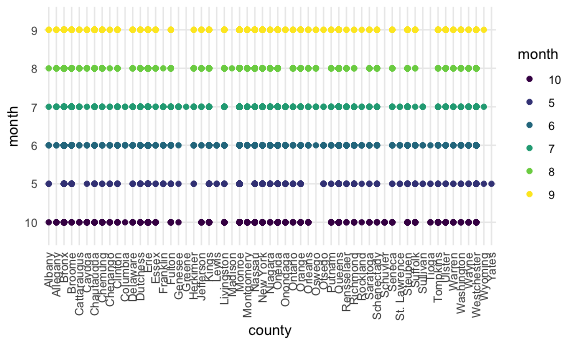 9
8
7
6
5
10
month
Albany
Allegany
Bronx
Broome
Cattaraugus
Cayuga
Chautauqua
Chemung
Chenango
Clinton
Columbia
Delaware
Dutchess
Erie
Essex
Franklin
Fulton
Genesee
Greene
Herkimer
Jefferson
Kings
Lewis
Livingston
Madison
Monroe
Montgomery
Nassau
New York
Niagara
Oneida
Onondaga
Ontario
Orange
Orleans
Oswego
Otsego
Putnam
Queens
Rensselaer
Richmond
Rockland
Saratoga
Schenectady
Schuyler
Seneca
St. Lawrence
Steuben
Suffolk
Sullivan
Tioga
Tompkins
Ulster
Warren
Washington
Wayne
Westchester
Wyoming
Yates
county
month
10
5
6
7
8
9